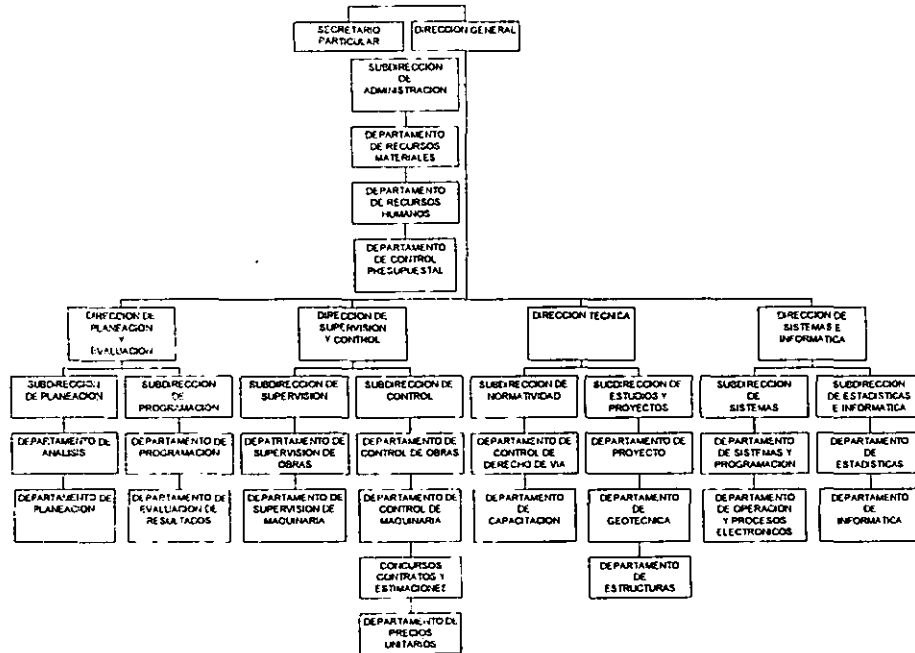 SECRETARIO
PARTICULAR
DIRECCION GENERAL
SUBDIRECCIÓN
DE
ADMINISTRACION
DEPARTAMENTO
DE RECURSOS
MATERIALES
DEPARTAMENTO
DE RECURSOS
HUMANOS
DEPARTAMENTO
DE CONTROL
PRESUPUESTAL
DIRECCION DE
PLANEACION
Y
EVALUACION
DIRECCION DE
SUPERVISION
Y CONTROL
DIRECCION TECNICA
DIRECCION DE
SISTEMAS E
INFORMATICA
SUBDIRECCION
DE PLANEACION
SUBDIRECCION
DE
PROGRAMACION
SUBDIRECCION DE
SUPERVISION
SUBDIRECCION DE
CONTROL
SUBDIRECCION DE
NORMATIVIDAD
SUBDIRECCION DE
ESTUDIOS Y
PROYECTOS
SUBDIRECCION
DE
SISTEMAS
SUBDIRECCION
DE ESTADISTICAS
E INFORMATICA
DEPARTAMENTO
DE
ANALISIS
DEPARTAMENTO DE
PROGRAMACION
DEPATRTAMENTO DE
SUPERVISION DE
OBRAS
DEPARTAMENTO DE
CONTROL DE OBRAS
DEPARTAMENTO
DE CONTROL DE
DERECHO DE VIA
DEPARTAMENTO DE
PROYECTO
DEPARTAMENTO
DE SISTEMAS Y
PROGRAMACION
DEPARTAMENTO
DE
ESTADISTICAS
DEPARTAMENTO DE
PLANEACION
DEPARTAMENTO DE
EVALUACION DE
RESULTADOS
DEPARTAMENTO DE
SUPERVISION DE
MAQUINARIA
DEPARTAMENTO
DE
CONTROL DE
MAQUINARIA
DEPARTAMENTO
DE
CAPACITACION
DEPARTAMENTO
DE
GEOTECNICA
DEPARTAMENTO
DE OPERACION
Y PROCESOS
ELECTRONICOS
DEPARTAMENTO
DE
INFORMATICA
CONCURSOS
CONTRATOS Y
ESTIMACIONEZ
DEPARTAMENTO
DE
ESTRUCTURAS
DEPARTAMENTO DE
PRECIOS
UNITARIOS